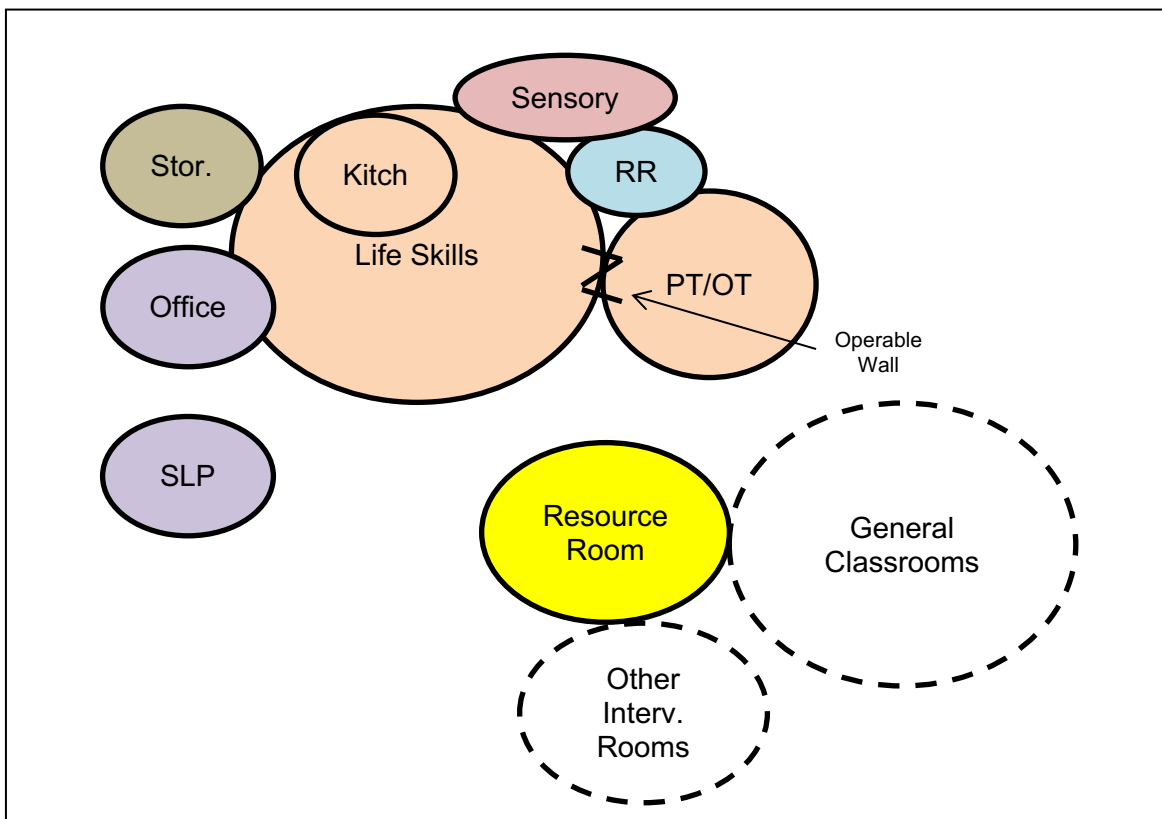 Sensory
Stor.
Kitch
RR
Life Skills
Office
PT/OT
Operable
Wall
SLP
Resource
Room
General
Classrooms
Other
Interv.
Rooms